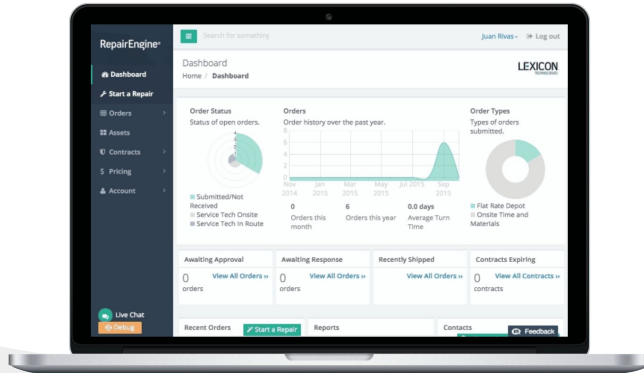 RepairEngine®
Dashboard
Start a Repair
Orders
Assets
Contracts
Pricing
Account
Live Chat
Debug
Search for something
Juan Rivas
Log out
Dashboard
Home / Dashboard
LEXICON
TECHNOLOGIES
Order Status
Status of open orders.
Submitted/Not
Received
Service Tech Onsite
Service Tech In Route
Orders
Order history over the past year.
8
6
4
2
0
Nov 2014
Jan 2015
Mar 2015
May 2015
Jul 2015
Sep 2015
0
Orders this
month
6
Orders this year
0.0 days
Average Turn
Time
Order Types
Types of orders
submitted.
Flat Rate Depot
Onsite Time and
Materials
Awaiting Approval
0
orders
View All Orders »
Awaiting Response
0
orders
View All Orders »
Recently Shipped
View All Orders »
Contracts Expiring
0
contracts
View All Contracts »
Recent Orders
Start a Repair
Reports
Contacts
Feedback